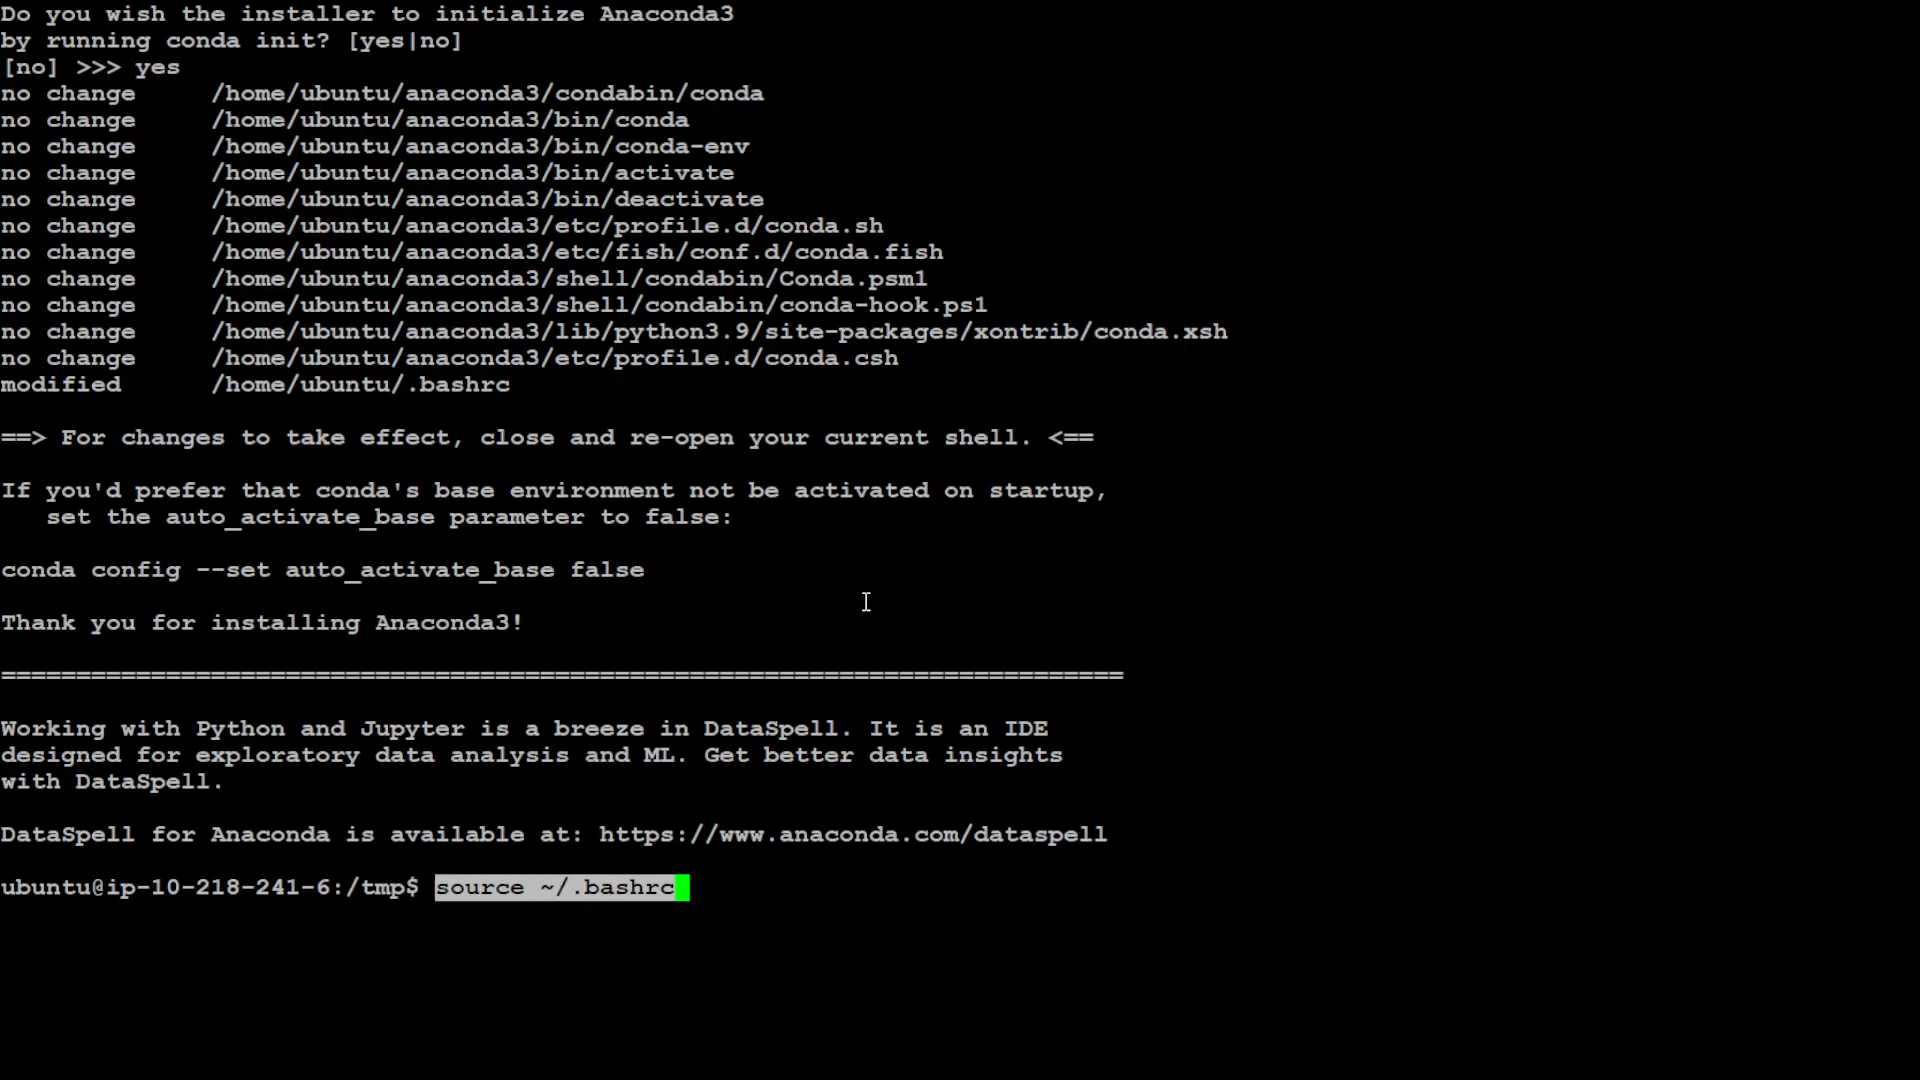 Do you wish the installer to initialize Anaconda3
by running conda init? [yes|no]
[no] >>> yes
no change     /home/ubuntu/anaconda3/condabin/conda
no change     /home/ubuntu/anaconda3/bin/conda
no change     /home/ubuntu/anaconda3/bin/conda-env
no change     /home/ubuntu/anaconda3/bin/activate
no change     /home/ubuntu/anaconda3/bin/deactivate
no change     /home/ubuntu/anaconda3/etc/profile.d/conda.sh
no change     /home/ubuntu/anaconda3/etc/fish/conf.d/conda.fish
no change     /home/ubuntu/anaconda3/shell/condabin/Conda.psm1
no change     /home/ubuntu/anaconda3/shell/condabin/conda-hook.ps1
no change     /home/ubuntu/anaconda3/lib/python3.9/site-packages/xontrib/conda.xsh
no change     /home/ubuntu/anaconda3/etc/profile.d/conda.csh
modified      /home/ubuntu/.bashrc
==> For changes to take effect, close and re-open your current shell. <==
If you'd prefer that conda's base environment not be activated on startup,
   set the auto_activate_base parameter to false:
conda config --set auto_activate_base false
Thank you for installing Anaconda3!
===========================================================================
Working with Python and Jupyter is a breeze in DataSpell. It is an IDE
designed for exploratory data analysis and ML. Get better data insights
with DataSpell.
DataSpell for Anaconda is available at: https://www.anaconda.com/dataspell
ubuntu@ip-10-218-241-6:/tmp$ source ~/.bashrc